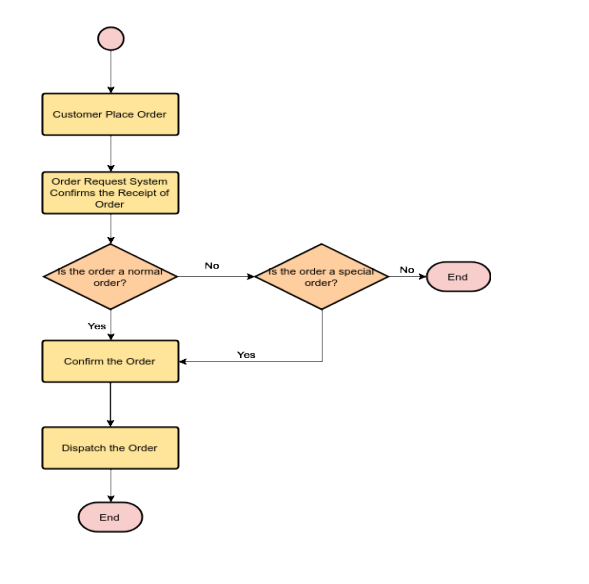 Customer Place Order
Order Request System
Confirms the Receipt of
Order
Is the order a normal
order?
No
Is the order a special
order?
No
End
Yes
Confirm the Order
Yes
Dispatch the Order
End